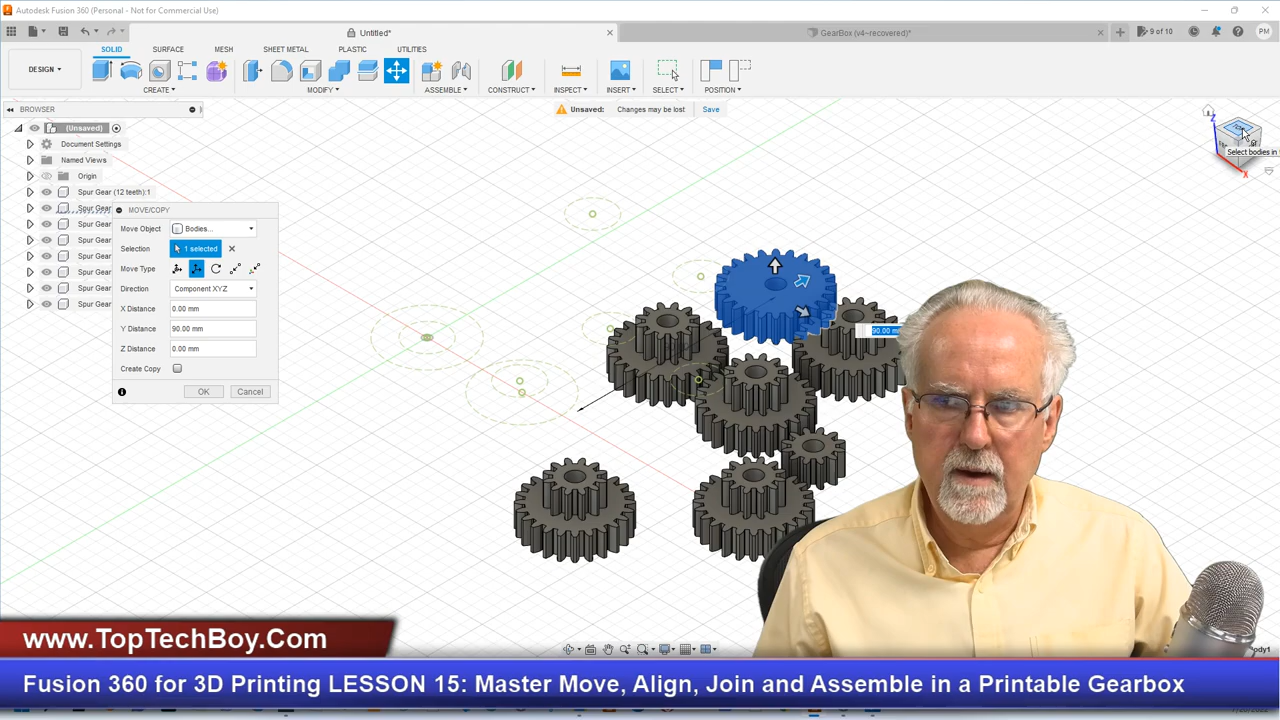 Autodesk Fusion 360 (Personal - Not for Commercial Use)
Untitled*
GearBox (v4~recovered)*
9 of 10
PM
DESIGN
SOLID
SURFACE
MESH
SHEET METAL
PLASTIC
UTILITIES
CREATE
MODIFY
ASSEMBLE
CONSTRUCT
INSPECT
INSERT
SELECT
POSITION
BROWSER
Unsaved: Changes may be lost Save
(Unsaved)
Document Settings
Named Views
Origin
Spur Gear (12 teeth):1
Spur Gear
Spur Gear
Spur Gear
Spur Gear
Spur Gear
Spur Gear
Spur Gear
MOVE/COPY
Move Object Bodies...
Selection 1 selected
Move Type
Direction Component XYZ
X Distance 0.00 mm
Y Distance 90.00 mm
Z Distance 0.00 mm
Create Copy
OK Cancel
Z
X
Select bodies in
90.00 m
www.TopTechBoy.Com
Fusion 360 for 3D Printing LESSON 15: Master Move, Align, Join and Assemble in a Printable Gearbox